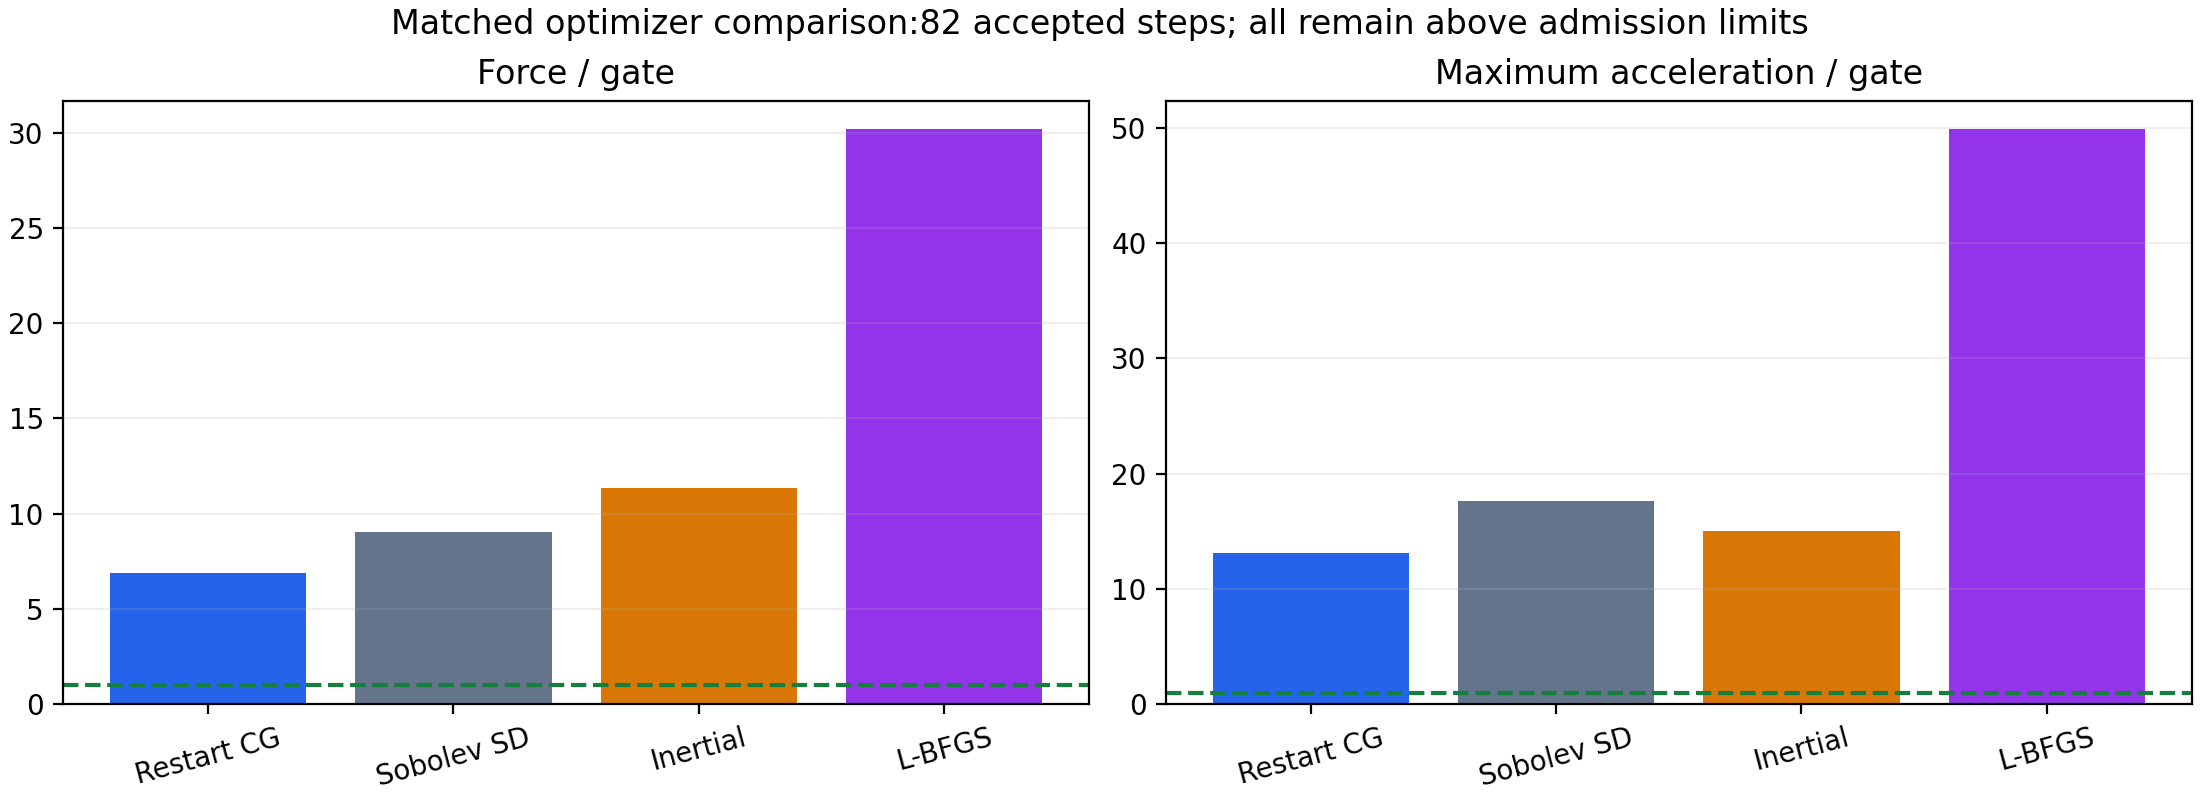 Matched optimizer comparison:82 accepted steps; all remain above admission limits
Force / gate
30
25
20
15
10
5
0
Restart CG
Sobolev SD
Inertial
L-BFGS
Maximum acceleration / gate
50
40
30
20
10
0
Restart CG
Sobolev SD
Inertial
L-BFGS